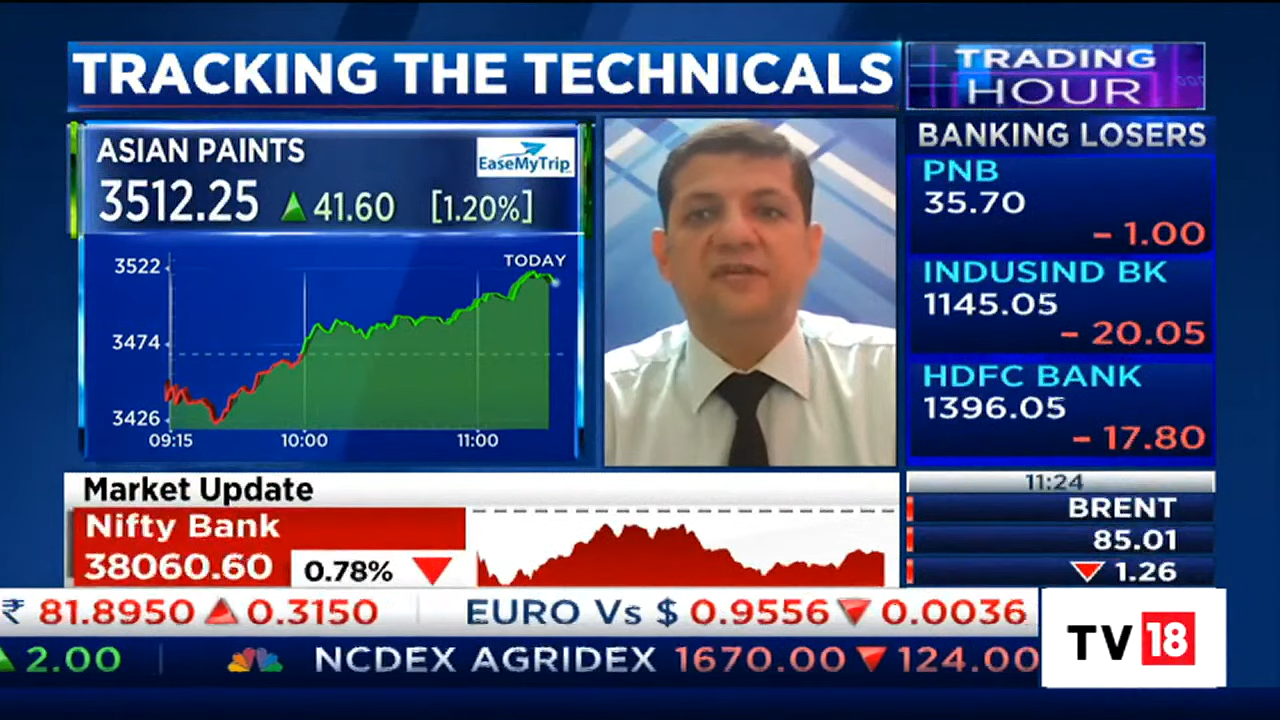 TRACKING THE TECHNICALS
TRADING
HOUR
ASIAN PAINTS
EaseMyTrip
3512.25 ▲ 41.60 [1.20%]
TODAY
3522
3474
3426
09:15 10:00 11:00
BANKING LOSERS
PNB
35.70
- 1.00
INDUSIND BK
1145.05
- 20.05
HDFC BANK
1396.05
- 17.80
11:24
BRENT
85.01
▼ 1.26
Market Update
Nifty Bank
38060.60 0.78% ▼
₹ 81.8950 ▲ 0.3150 EURO Vs $ 0.9556 ▼ 0.0036
▲ 2.00 NCDEX AGRIDEX 1670.00 ▼ 124.00
TV 18